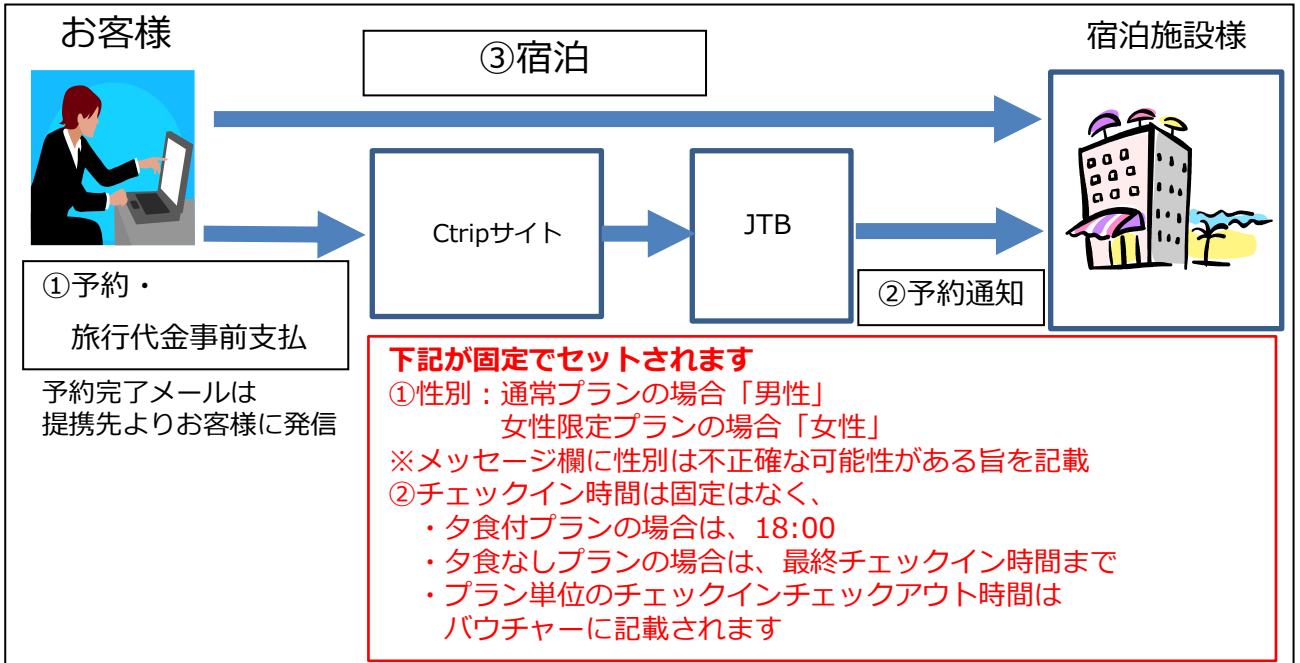 お客様
宿泊施設様
③宿泊
Ctripサイト
JTB
①予約・
旅行代金事前支払
②予約通知
予約完了メールは
提携先よりお客様に発信
下記が固定でセットされます
①性別：通常プランの場合「男性」
女性限定プランの場合「女性」
※メッセージ欄に性別は不正確な可能性がある旨を記載
②チェックイン時間は固定はなく、
・夕食付プランの場合は、18:00
・夕食なしプランの場合は、最終チェックイン時間まで
・プラン単位のチェックインチェックアウト時間は
バウチャーに記載されます